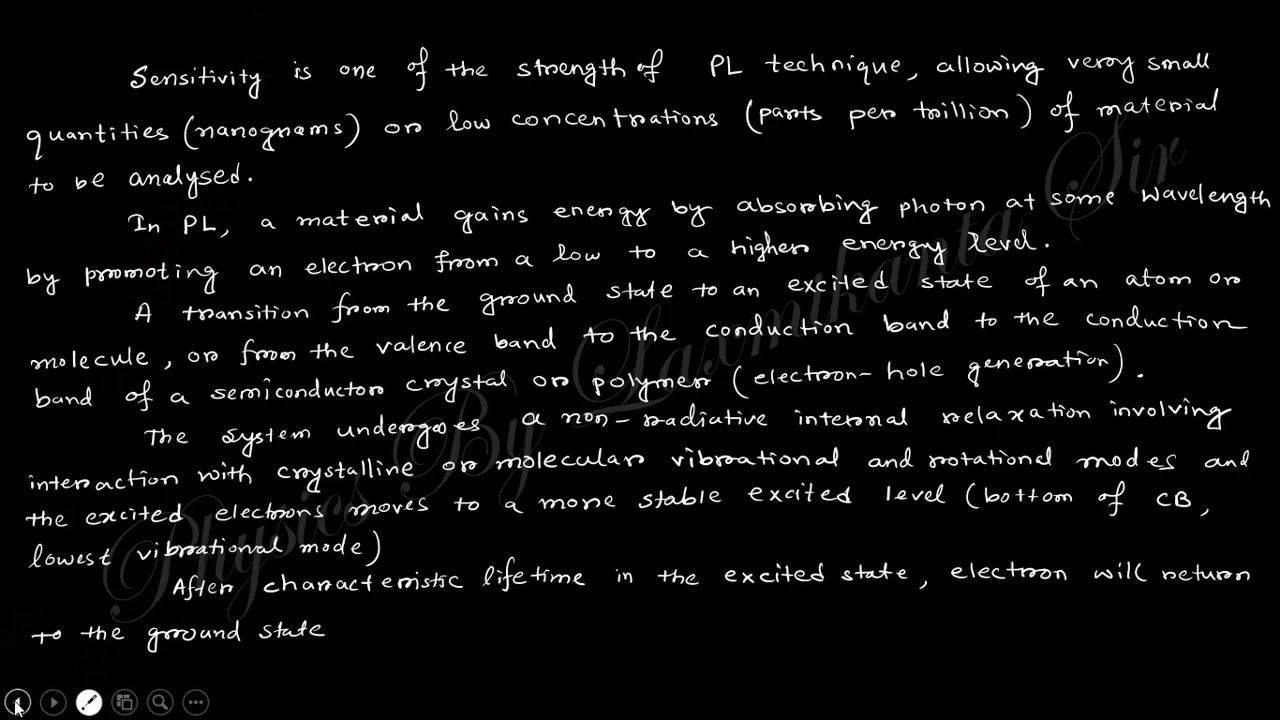 Sensitivity is one of the strength of PL technique, allowing very small
quantities (nanograms) or low concentrations (parts per trillion) of material
to be analysed.
In PL, a material gains energy by absorbing photon at some wavelength
by promoting an electron from a low to a higher energy level.
A transition from the ground state to an excited state of an atom or
molecule, or from the valence band to the conduction band to the conduction
band of a semiconductor crystal or polymer (electron-hole generation).
The system undergoes a non-radiative internal relaxation involving
interaction with crystalline or molecular vibrational and rotational modes and
the excited electrons moves to a more stable excited level (bottom of CB,
lowest vibrational mode)
After characteristic lifetime in the excited state, electron will return
to the ground state
Physics By Laxmikanta Sir